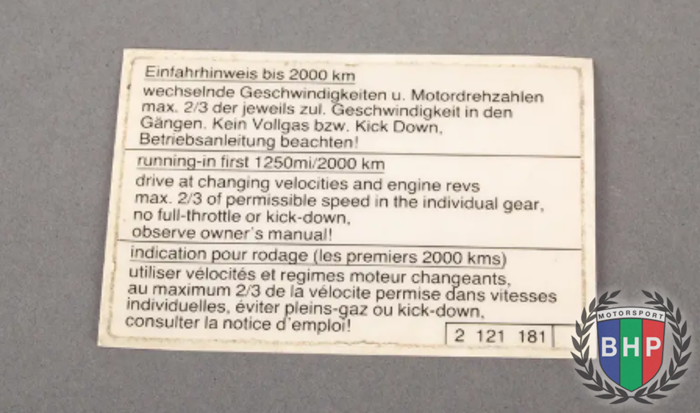 Einfahrhinweis bis 2000 km
wechselnde Geschwindigkeiten u. Motordrehzahlen
max. 2/3 der jeweils zul. Geschwindigkeit in den
Gängen. Kein Vollgas bzw. Kick Down,
Betriebsanleitung beachten!
running-in first 1250mi/2000 km
drive at changing velocities and engine revs
max. 2/3 of permissible speed in the individual gear,
no full-throttle or kick-down,
observe owner's manual!
indication pour rodage (les premiers 2000 kms)
utiliser vélocités et regimes moteur changeants,
au maximum 2/3 de la vélocite permise dans vitesses
individuelles, éviter pleins-gaz ou kick-down,
consulter la notice d'emploi!
2 121 181
MOTORSPORT
BHP